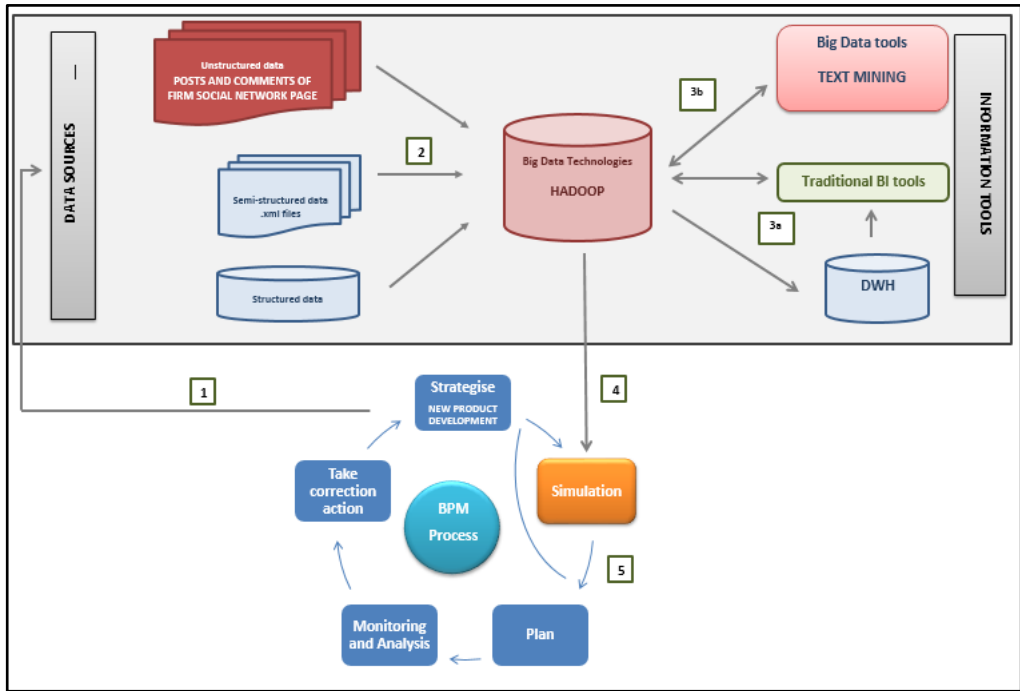 DATA SOURCES
Unstructured data
POSTS AND COMMENTS OF
FIRM SOCIAL NETWORK PAGE
Semi-structured data
.xml files
Structured data
2
Big Data Technologies
HADOOP
3b
3a
Big Data tools
TEXT MINING
Traditional BI tools
DWH
INFORMATION TOOLS
1
4
Strategise
NEW PRODUCT
DEVELOPMENT
Simulation
5
Plan
Monitoring
and Analysis
Take
correction
action
BPM
Process